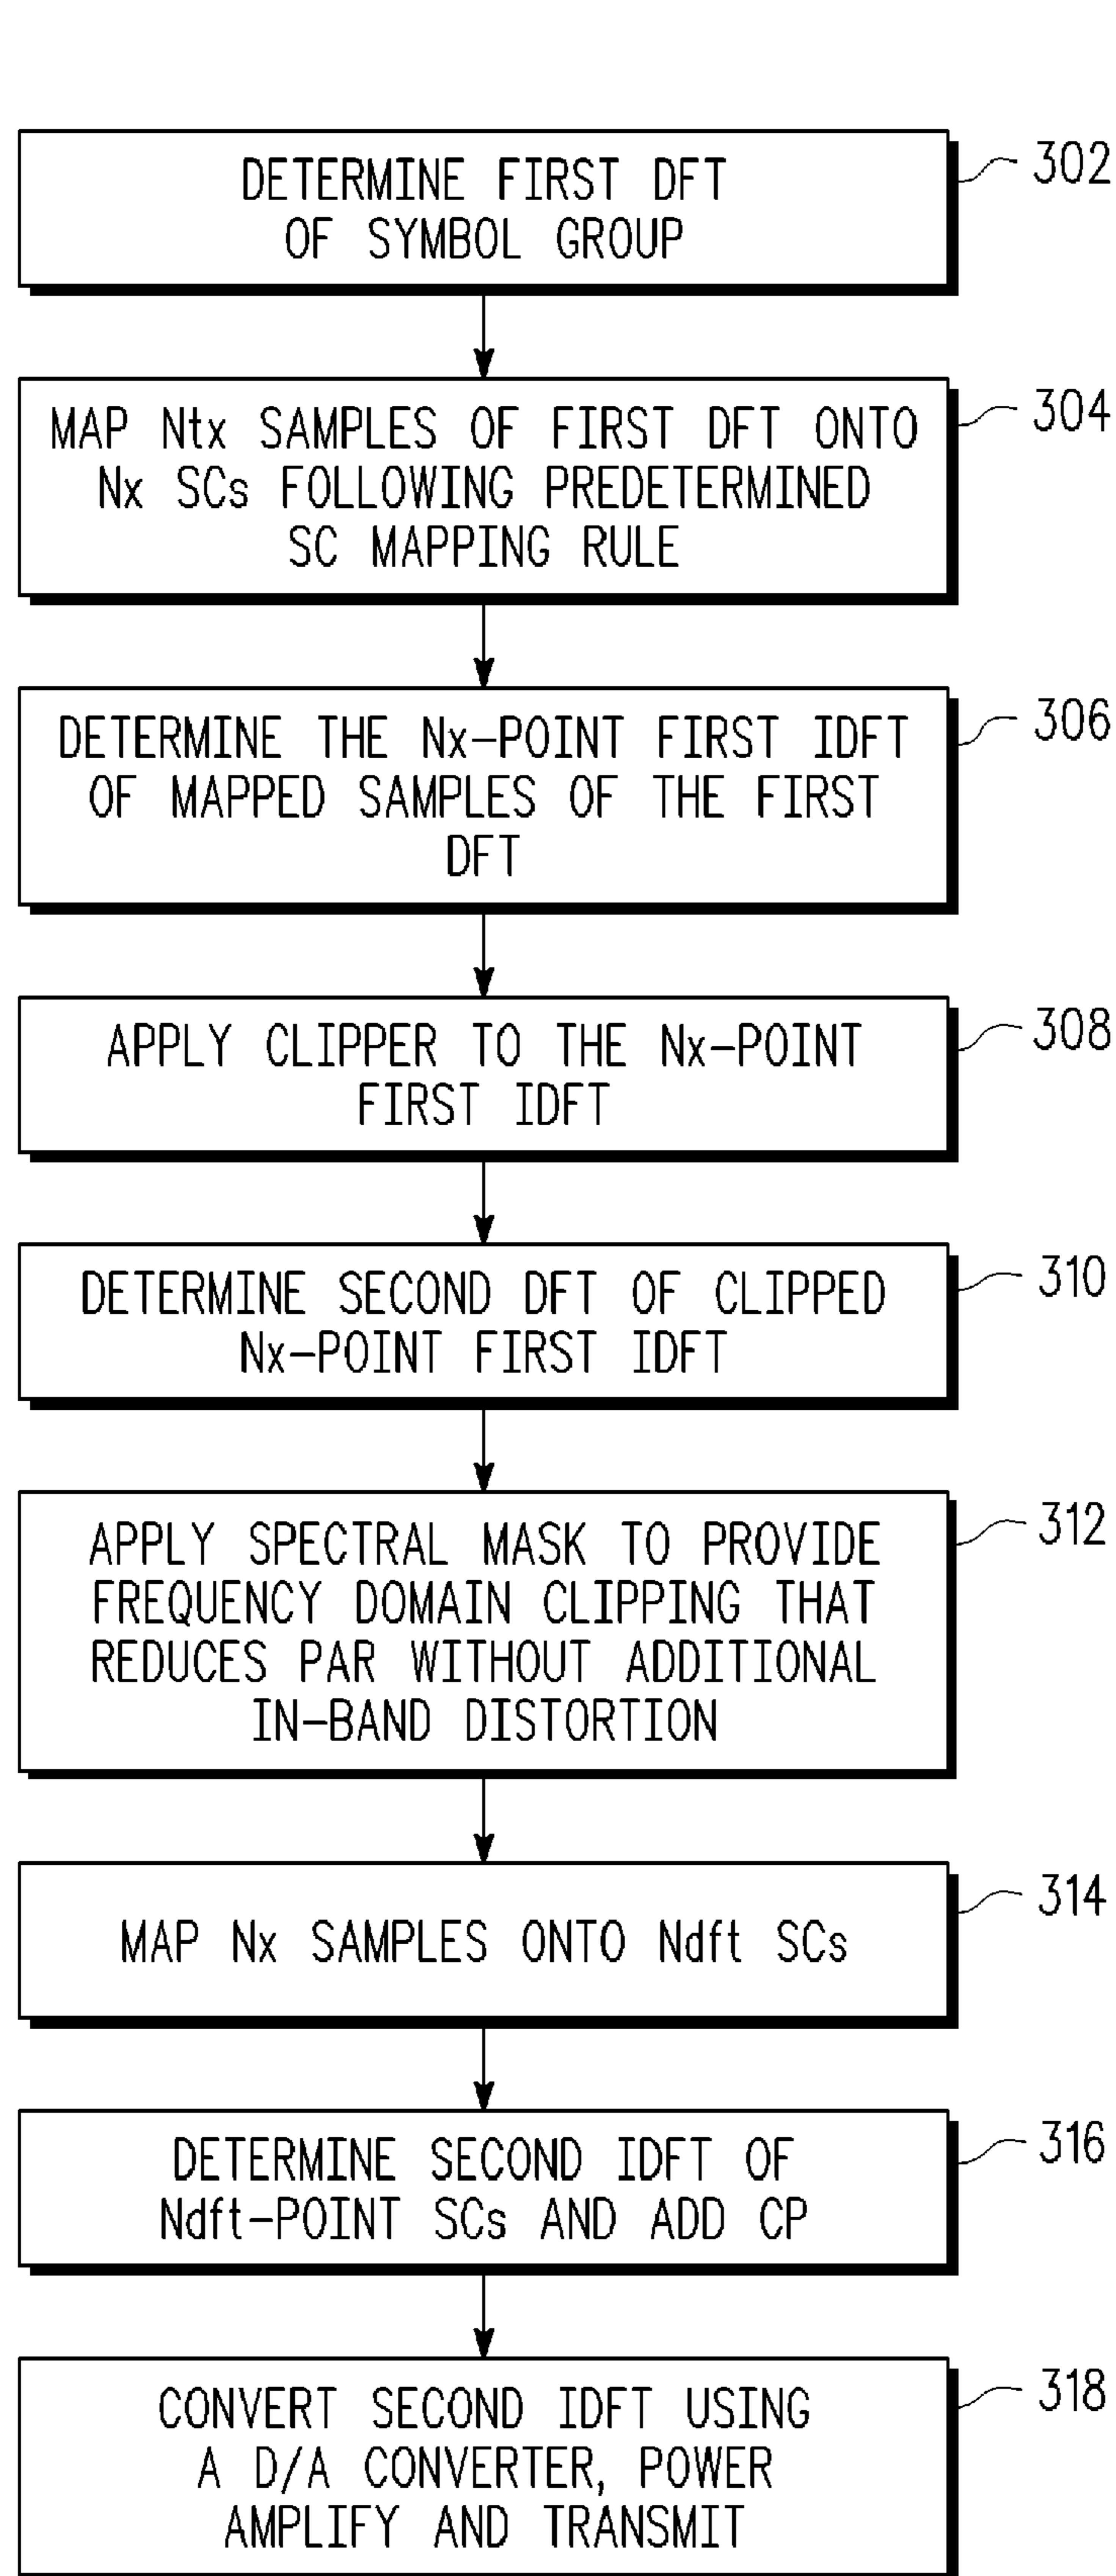 DETERMINE FIRST DFT
OF SYMBOL GROUP
302
MAP Ntx SAMPLES OF FIRST DFT ONTO
Nx SCs FOLLOWING PREDETERMINED
SC MAPPING RULE
304
DETERMINE THE Nx-POINT FIRST IDFT
OF MAPPED SAMPLES OF THE FIRST
DFT
306
APPLY CLIPPER TO THE Nx-POINT
FIRST IDFT
308
DETERMINE SECOND DFT OF CLIPPED
Nx-POINT FIRST IDFT
310
APPLY SPECTRAL MASK TO PROVIDE
FREQUENCY DOMAIN CLIPPING THAT
REDUCES PAR WITHOUT ADDITIONAL
IN-BAND DISTORTION
312
MAP Nx SAMPLES ONTO Ndft SCs
314
DETERMINE SECOND IDFT OF
Ndft-POINT SCs AND ADD CP
316
CONVERT SECOND IDFT USING
A D/A CONVERTER, POWER
AMPLIFY AND TRANSMIT
318